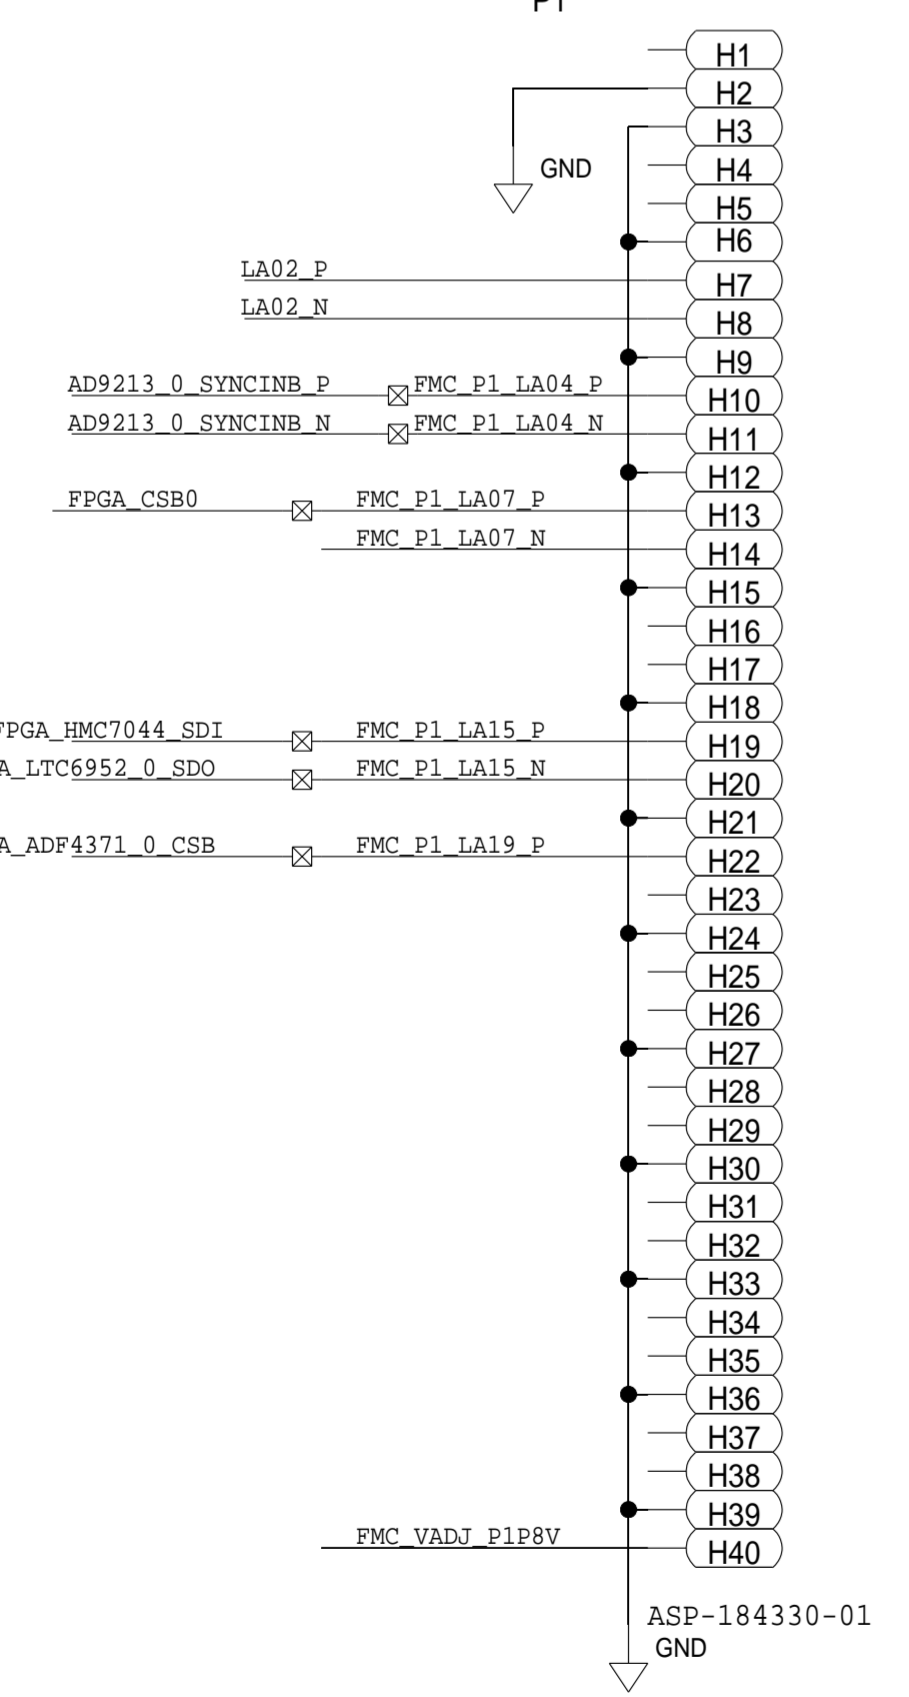 P1
H1
H2
H3
GND
H4
H5
H6
LA02_P
H7
LA02_N
H8
H9
AD9213_0_SYNCINB_P FMC_P1_LA04_P
H10
AD9213_0_SYNCINB_N FMC_P1_LA04_N
H11
H12
FPGA_CSB0 FMC_P1_LA07_P
H13
FMC_P1_LA07_N
H14
H15
H16
H17
H18
FPGA_HMC7044_SDI FMC_P1_LA15_P
H19
A_LTC6952_0_SDO FMC_P1_LA15_N
H20
H21
A_ADF4371_0_CSB FMC_P1_LA19_P
H22
H23
H24
H25
H26
H27
H28
H29
H30
H31
H32
H33
H34
H35
H36
H37
H38
H39
FMC_VADJ_P1P8V
H40
ASP-184330-01
GND